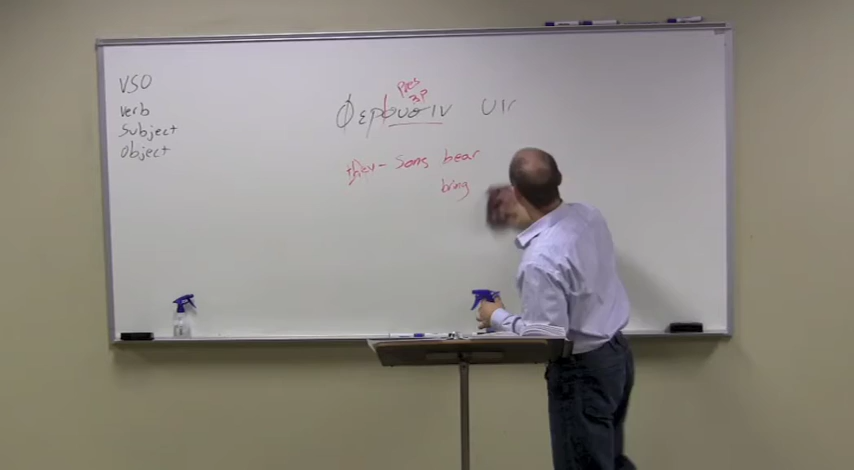 VSO
Verb
Subject
Object
Pres
3P
φερουσιν υι
they - Sons bear
bring